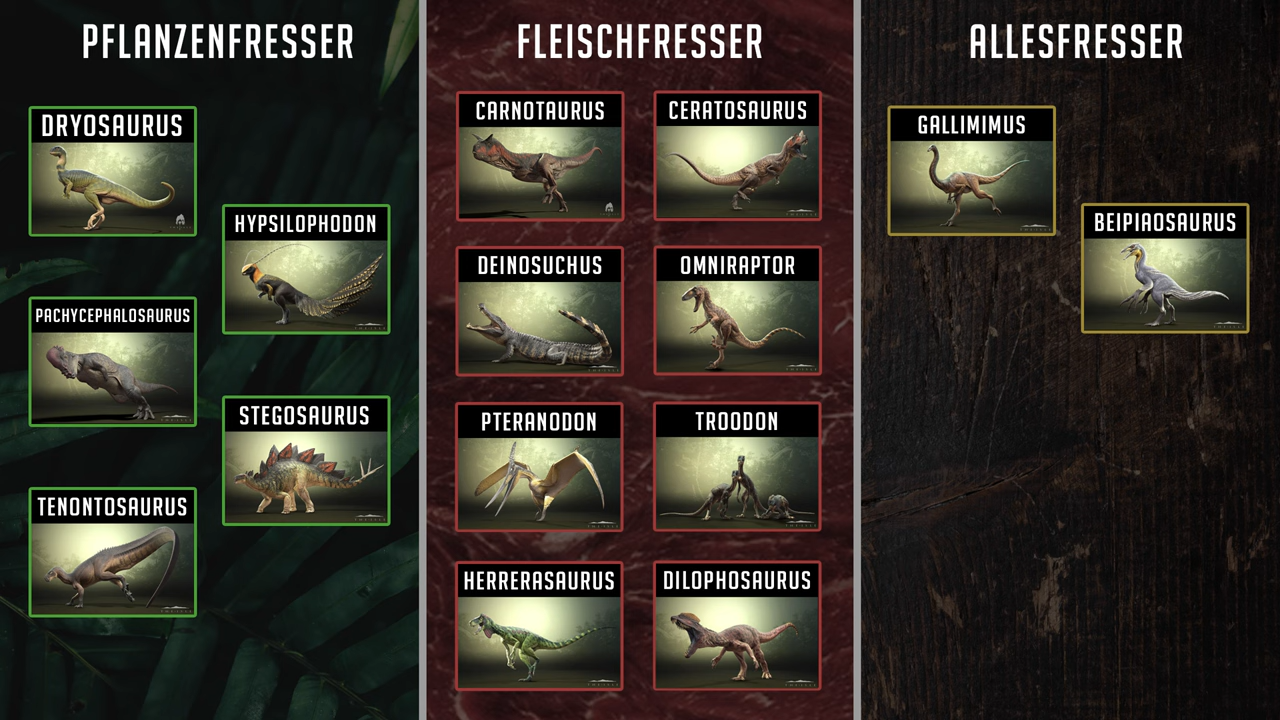 PFLANZENFRESSER
DRYOSAURUS
HYPSILOPHODON
PACHYCEPHALOSAURUS
STEGOSAURUS
TENONTOSAURUS
FLEISCHFRESSER
CARNOTAURUS
CERATOSAURUS
DEINOSUCHUS
OMNIRAPTOR
PTERANODON
TROODON
HERRERASAURUS
DILOPHOSAURUS
ALLESFRESSER
GALLIMIMUS
BEIPIAOSAURUS